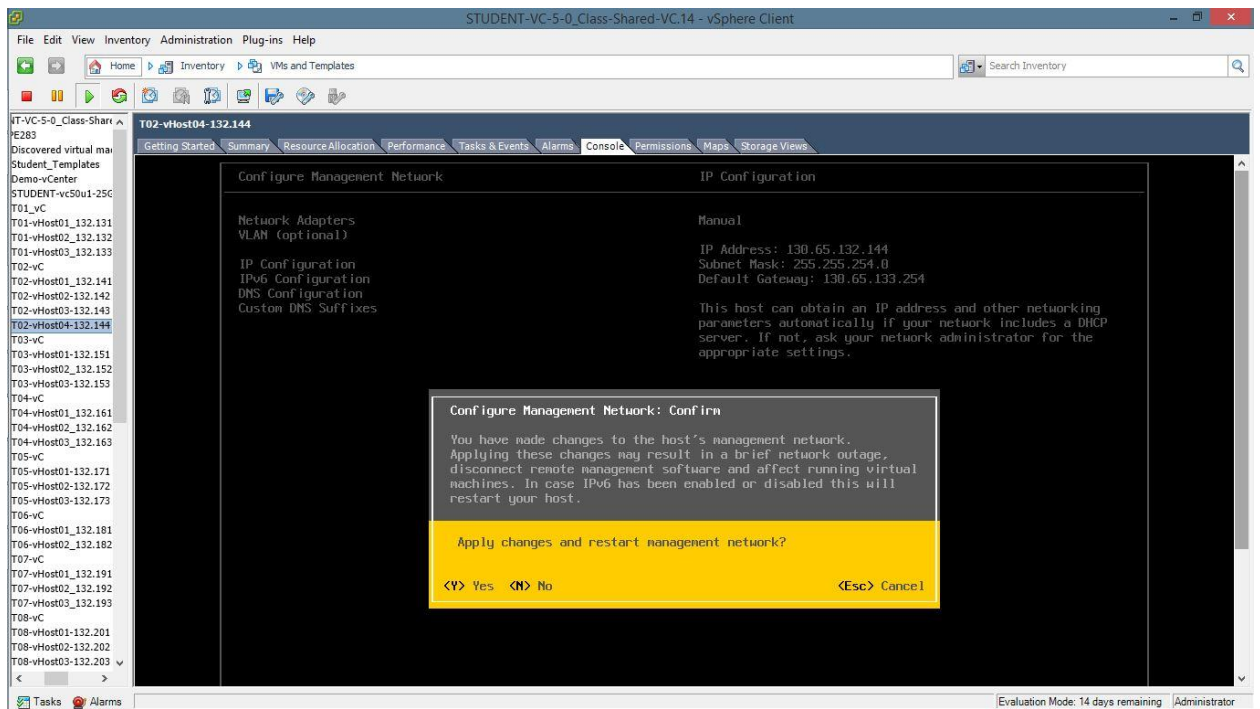 STUDENT-VC-5-0_Class-Shared-VC.14 - vSphere Client
File Edit View Inventory Administration Plug-ins Help
Home Inventory VMs and Templates
Search Inventory
T02-vHost04-132.144
Getting Started Summary Resource Allocation Performance Tasks & Events Alarms Console Permissions Maps Storage Views
IT-VC-5-0_Class-Share
PE283
Discovered virtual mac
Student_Templates
Demo-vCenter
STUDENT-vc50u1-25G
T01_vC
T01-vHost01_132.131
T01-vHost02_132.132
T01-vHost03_132.133
T02-vC
T02-vHost01_132.141
T02-vHost02-132.142
T02-vHost03-132.143
T02-vHost04-132.144
T03-vC
T03-vHost01-132.151
T03-vHost02_132.152
T03-vHost03-132.153
T04-vC
T04-vHost01_132.161
T04-vHost02_132.162
T04-vHost03_132.163
T05-vC
T05-vHost01-132.171
T05-vHost02-132.172
T05-vHost03-132.173
T06-vC
T06-vHost01_132.181
T06-vHost02_132.182
T07-vC
T07-vHost01_132.191
T07-vHost02_132.192
T07-vHost03_132.193
T08-vC
T08-vHost01-132.201
T08-vHost02-132.202
T08-vHost03-132.203
Configure Management Network
Network Adapters
VLAN (optional)
IP Configuration
IPv6 Configuration
DNS Configuration
Custom DNS Suffixes
IP Configuration
Manual
IP Address: 130.65.132.144
Subnet Mask: 255.255.254.0
Default Gateway: 130.65.133.254
This host can obtain an IP address and other networking
parameters automatically if your network includes a DHCP
server. If not, ask your network administrator for the
appropriate settings.
Configure Management Network: Confirm
You have made changes to the host's management network.
Applying these changes may result in a brief network outage,
disconnect remote management software and affect running virtual
machines. In case IPv6 has been enabled or disabled this will
restart your host.
Apply changes and restart management network?
<Y> Yes <N> No <Esc> Cancel
Tasks Alarms Evaluation Mode: 14 days remaining Administrator